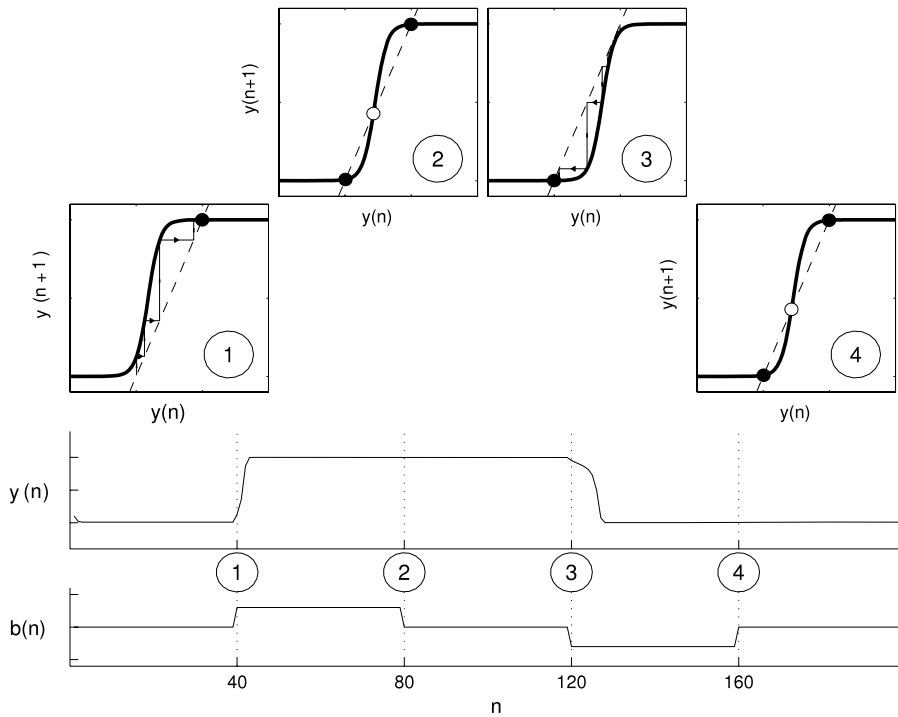 y(n+1)
2
3
y(n)
y(n)
y (n + 1)
1
y(n+1)
4
y(n)
y(n)
y (n)
1
2
3
4
b(n)
40
80
120
160
n